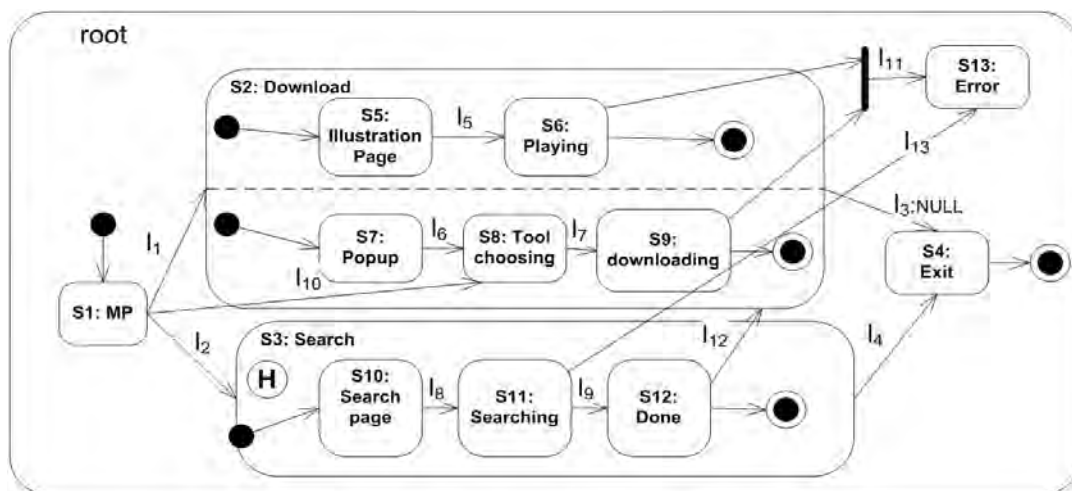 root
S2: Download
S5:
Illustration
Page
I5
S6:
Playing
I11
S13:
Error
I13
I3:NULL
S4:
Exit
I1
S7:
Popup
I6
S8: Tool
choosing
I7
S9:
downloading
I10
S1: MP
I2
S3: Search
H
S10:
Search
page
I8
S11:
Searching
I9
S12:
Done
I12
I4